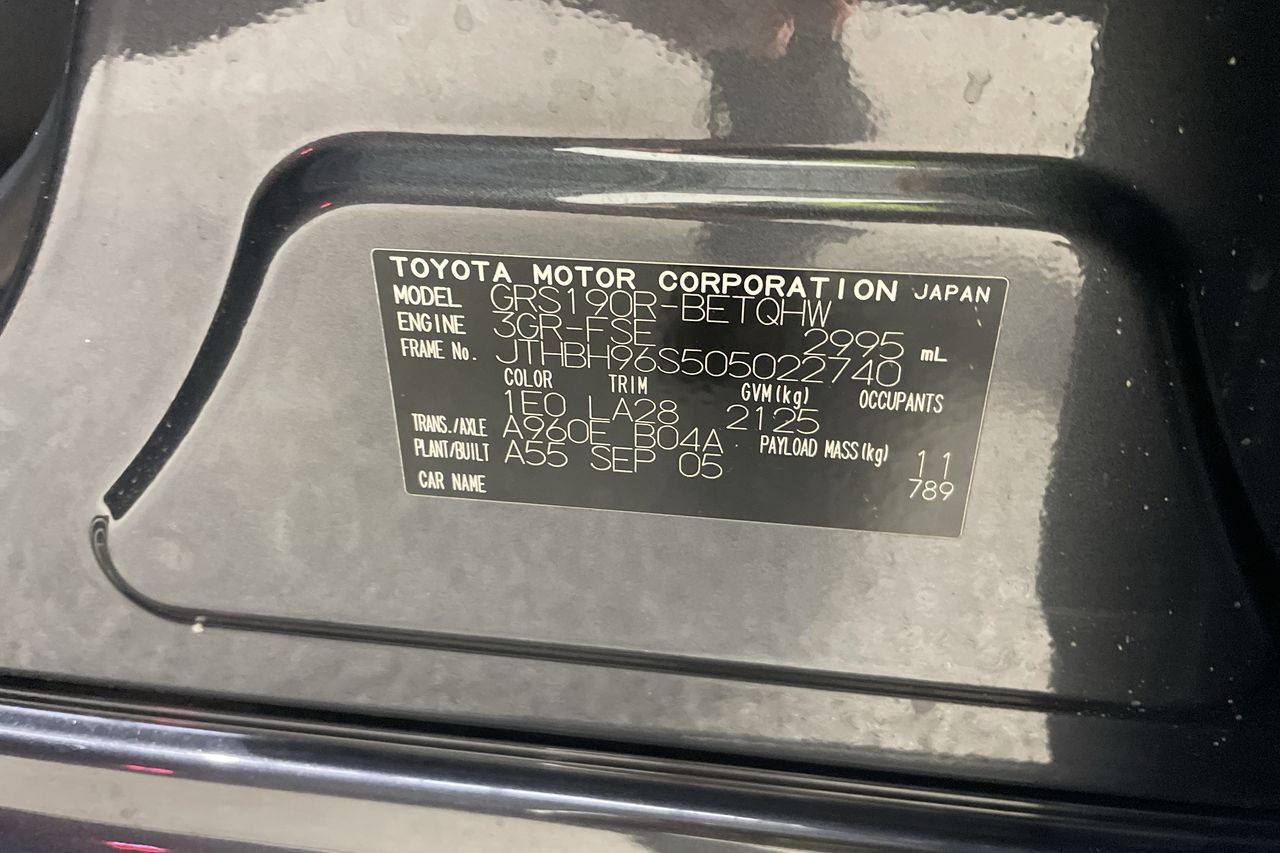 TOYOTA MOTOR CORPORATION JAPAN
MODEL GRS190R-BETQHW
ENGINE 3GR-FSE 2995 mL
FRAME No. JTHBH96S505022740
COLOR TRIM GVM(kg) OCCUPANTS
1E0 LA28 2125
TRANS./AXLE A960E B04A PAYLOAD MASS(kg) 11
PLANT/BUILT A55 SEP 05 789
CAR NAME